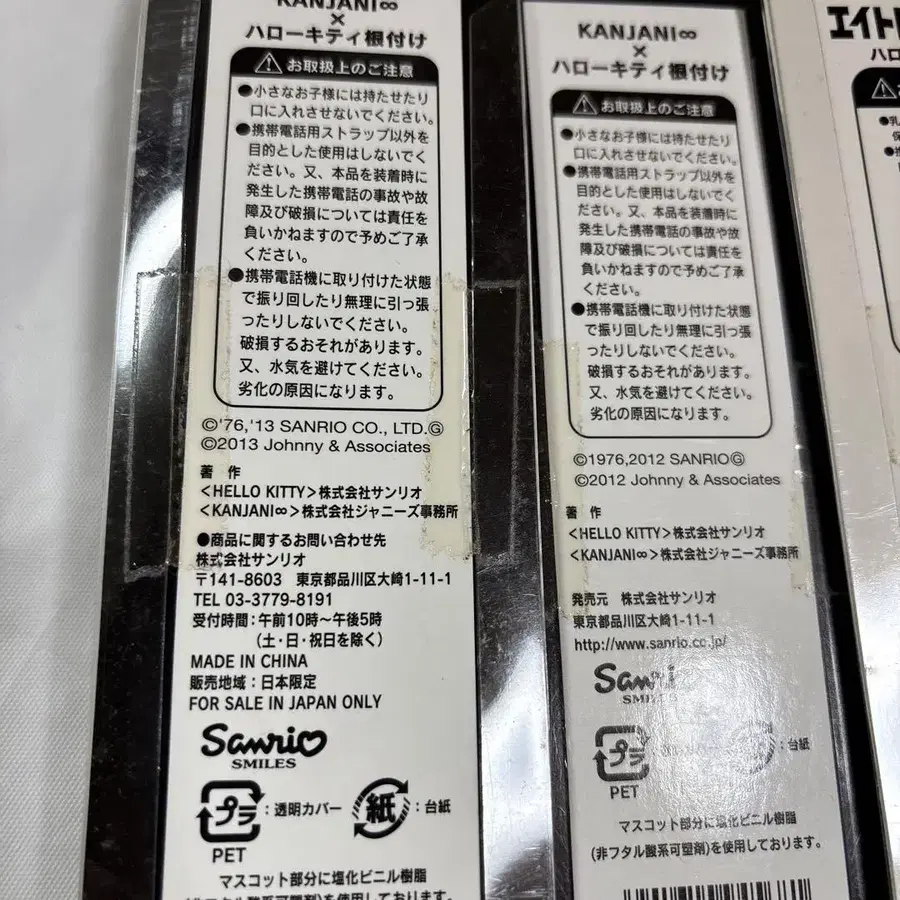 KANJANI∞
×
ハローキティ根付け
お取扱上のご注意
●小さなお子様には持たせたり
口に入れさせないでください。
●携帯電話用ストラップ以外を
目的とした使用はしないでく
ださい。又、本品を装着時に
発生した携帯電話の事故や故
障及び破損については責任を
負いかねますので予めご了承
ください。
●携帯電話機に取り付けた状態
で振り回したり無理に引っ張
ったりしないでください。
破損するおそれがあります。
又、水気を避けてください。
劣化の原因になります。
©'76,'13 SANRIO CO., LTD.Ⓖ
©2013 Johnny & Associates
著 作
<HELLO KITTY>株式会社サンリオ
<KANJANI∞>株式会社ジャニーズ事務所
●商品に関するお問い合わせ先
株式会社サンリオ
〒141-8603 東京都品川区大崎1-11-1
TEL 03-3779-8191
受付時間:午前10時~午後5時
(土・日・祝日を除く)
MADE IN CHINA
販売地域:日本限定
FOR SALE IN JAPAN ONLY
Sanrio
SMILES
プラ:透明カバー 紙:台紙
PET
マスコット部分に塩化ビニル樹脂
(非フタル酸系可塑剤)を使用しております。
KANJANI∞
×
ハローキティ根付け
お取扱上のご注意
●小さなお子様には持たせたり
口に入れさせないでください。
●携帯電話用ストラップ以外を
目的とした使用はしないでく
ださい。又、本品を装着時に
発生した携帯電話の事故や故
障及び破損については責任を
負いかねますので予めご了承
ください。
●携帯電話機に取り付けた状態
で振り回したり無理に引っ張
ったりしないでください。
破損するおそれがあります。
又、水気を避けてください。
劣化の原因になります。
©1976,2012 SANRIOⒼ
©2012 Johnny & Associates
著 作
<HELLO KITTY>株式会社サンリオ
<KANJANI∞>株式会社ジャニーズ事務所
発売元 株式会社サンリオ
東京都品川区大崎1-11-1
http://www.sanrio.co.jp/
Sanrio
SMILES
プラ :台紙
PET
マスコット部分に塩化ビニル樹脂
(非フタル酸系可塑剤)を使用しております。
エイト
ハロ